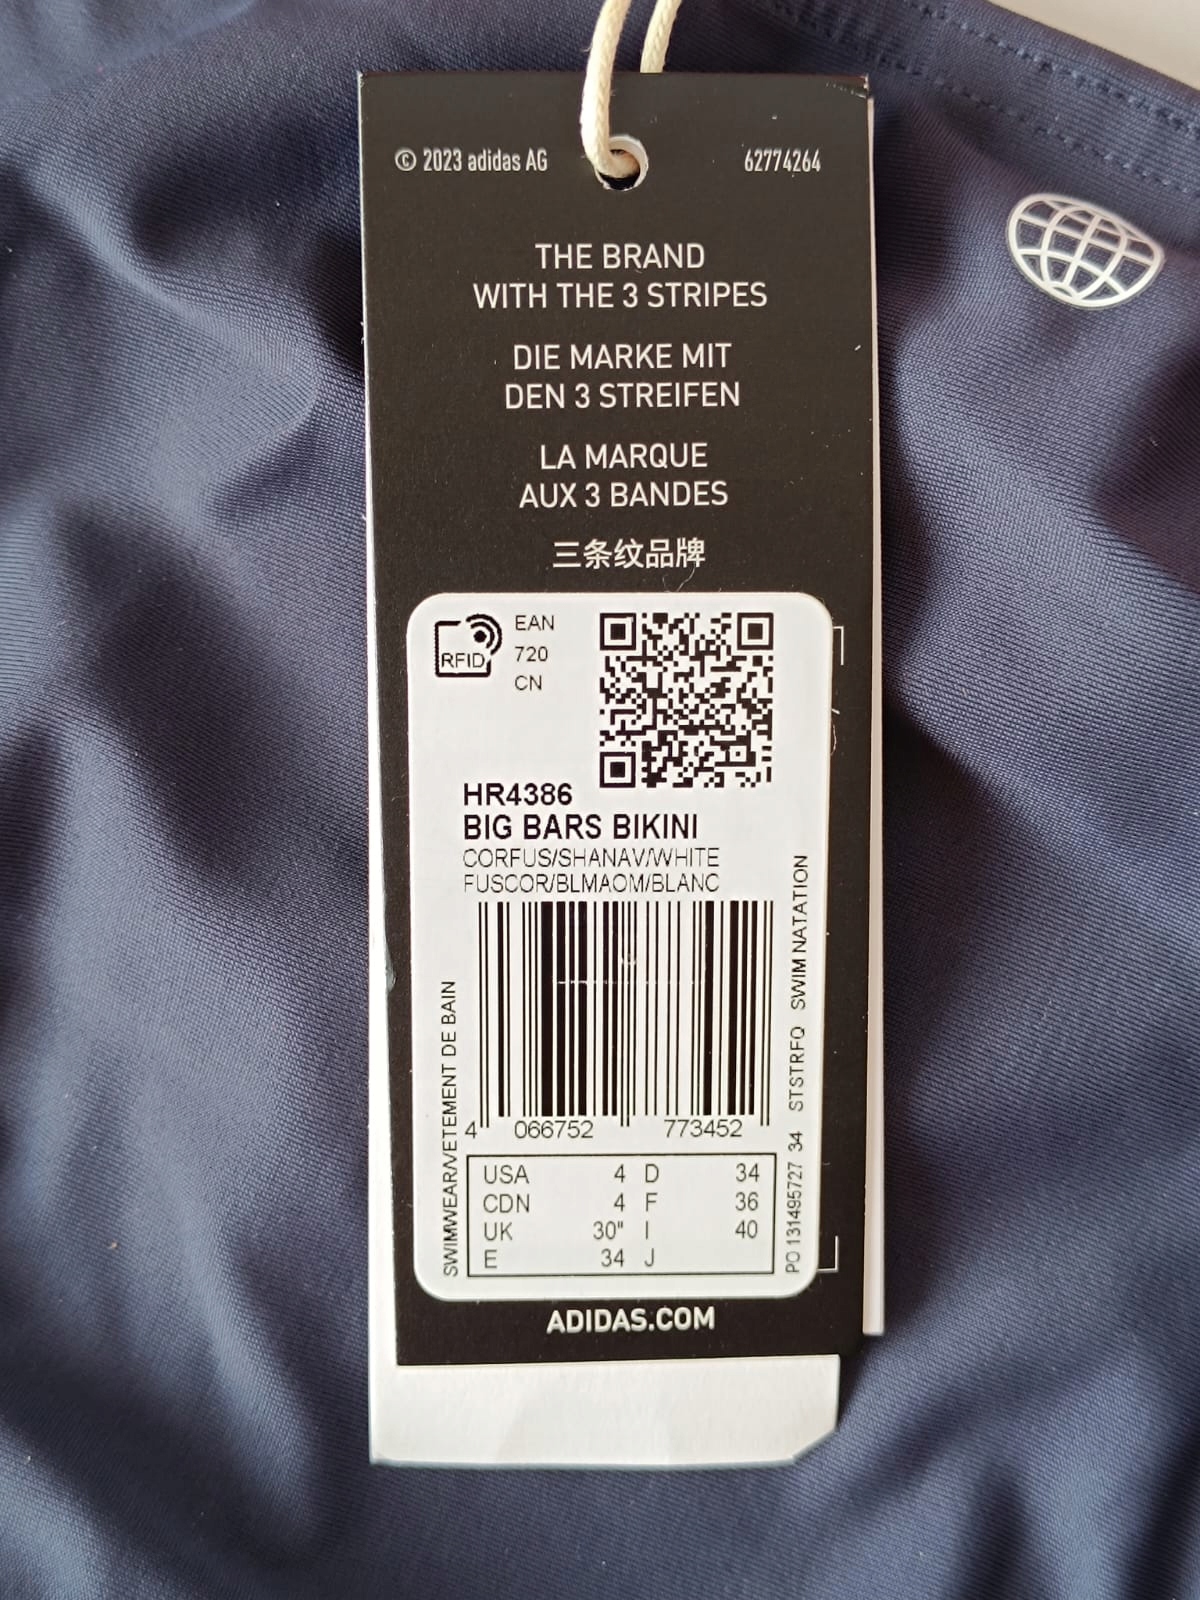 © 2023 adidas AG
62774264
THE BRAND
WITH THE 3 STRIPES
DIE MARKE MIT
DEN 3 STREIFEN
LA MARQUE
AUX 3 BANDES
三条纹品牌
RFID
EAN
720
CN
HR4386
BIG BARS BIKINI
CORFUS/SHANAV/WHITE
FUSCOR/BLMAOM/BLANC
SWIMWEAR/VETEMENT DE BAIN
PO 131495727 34 STSTRFQ SWIM NATATION
4 066752 773452
USA 4 D 34
CDN 4 F 36
UK 30" I 40
E 34 J
ADIDAS.COM